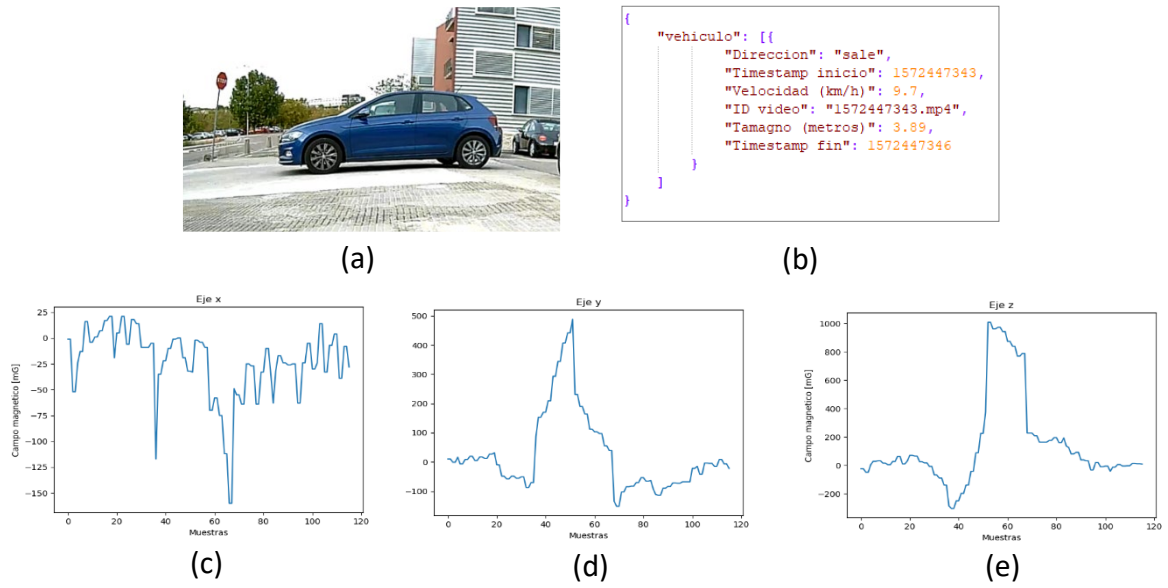 {
"vehiculo": [{
"Direccion": "sale",
"Timestamp inicio": 1572447343,
"Velocidad (km/h)": 9.7,
"ID video": "1572447343.mp4",
"Tamagno (metros)": 3.89,
"Timestamp fin": 1572447346
}
]
}
(a)
(b)
Eje x
25
0
−25
−50
−75
−100
−125
−150
Campo magnetico [mG]
0 20 40 60 80 100 120
Muestras
(c)
Eje y
500
400
300
200
100
0
−100
0 20 40 60 80 100 120
Muestras
(d)
Eje z
1000
800
600
400
200
0
−200
Campo magnetico [mG]
0 20 40 60 80 100 120
Muestras
(e)